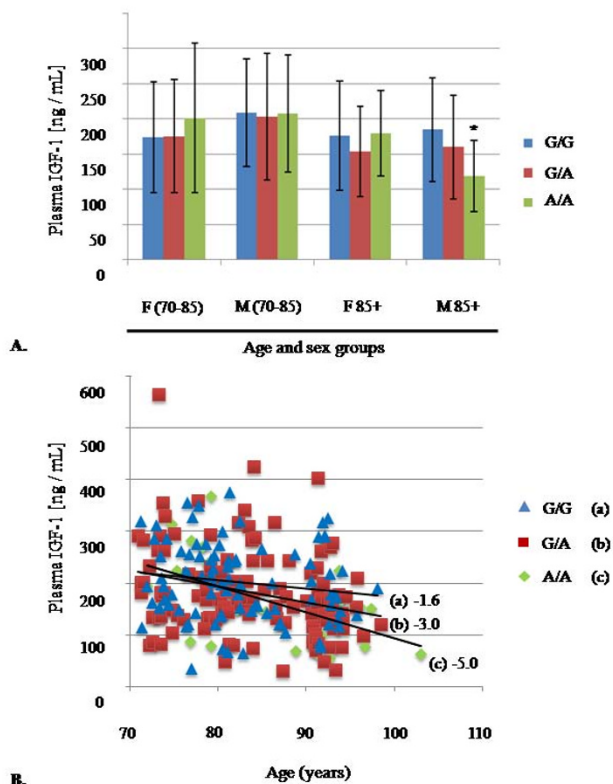 300
250
200
150
100
50
0
Plasma IGF-1 [ng / mL]
*
G/G
G/A
A/A
F (70-85) M (70-85) F 85+ M 85+
A.
Age and sex groups
600
500
400
300
200
100
0
Plasma IGF-1 [ng / mL]
G/G (a)
G/A (b)
A/A (c)
(a) -1.6
(b) -3.0
(c) -5.0
70 80 90 100 110
Age (years)
B.